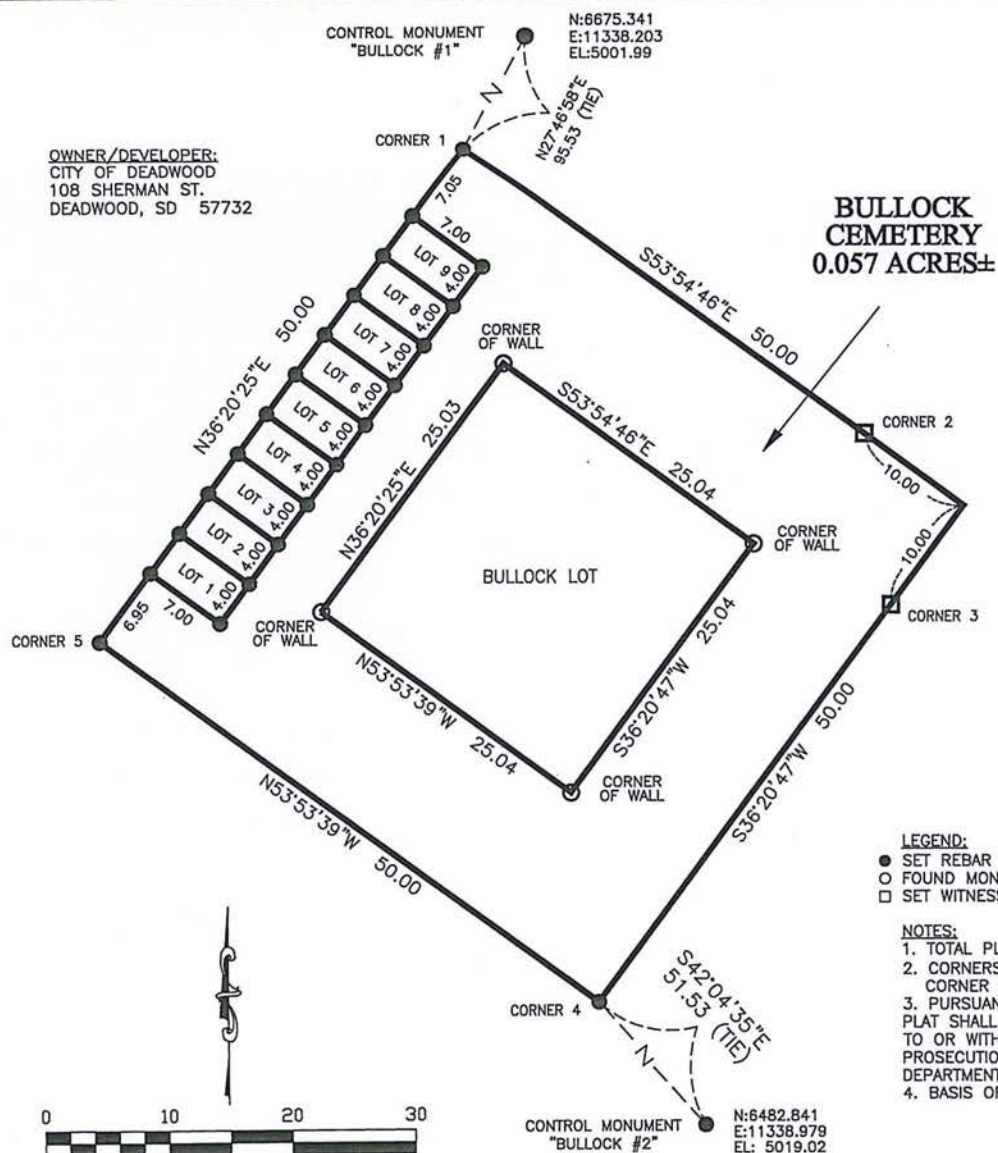 CONTROL MONUMENT
"BULLOCK #1"
N:6675.341
E:11338.203
EL:5001.99
N27°46'58"E
95.53 (TIE)
CORNER 1
OWNER/DEVELOPER:
CITY OF DEADWOOD
108 SHERMAN ST.
DEADWOOD, SD 57732
BULLOCK
CEMETERY
0.057 ACRES±
7.05
7.00
LOT 9
4.00
LOT 8
4.00
LOT 7
4.00
LOT 6
4.00
LOT 5
4.00
LOT 4
4.00
LOT 3
4.00
LOT 2
4.00
LOT 1
4.00
7.00
6.95
N36°20'25"E 50.00
S53°54'46"E 50.00
CORNER 2
10.00
10.00
CORNER 3
CORNER
OF WALL
S53°54'46"E 25.04
N36°20'25"E 25.03
CORNER
OF WALL
BULLOCK LOT
S36°20'47"W 25.04
CORNER
OF WALL
N53°53'39"W 25.04
CORNER
OF WALL
CORNER 5
S36°20'47"W 50.00
N53°53'39"W 50.00
CORNER 4
S42°04'35"E
51.53 (TIE)
LEGEND:
SET REBAR
FOUND MON
SET WITNESS
NOTES:
1. TOTAL PL
2. CORNERS
CORNER
3. PURSUAN
PLAT SHALL
TO OR WITH
PROSECUTIO
DEPARTMENT
4. BASIS OF
0 10 20 30
CONTROL MONUMENT
"BULLOCK #2"
N:6482.841
E:11338.979
EL: 5019.02